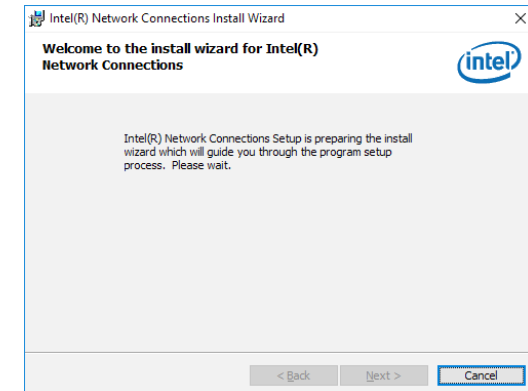 Intel(R) Network Connections Install Wizard
Welcome to the install wizard for Intel(R)
Network Connections
intel
Intel(R) Network Connections Setup is preparing the install
wizard which will guide you through the program setup
process. Please wait.
< Back Next > Cancel